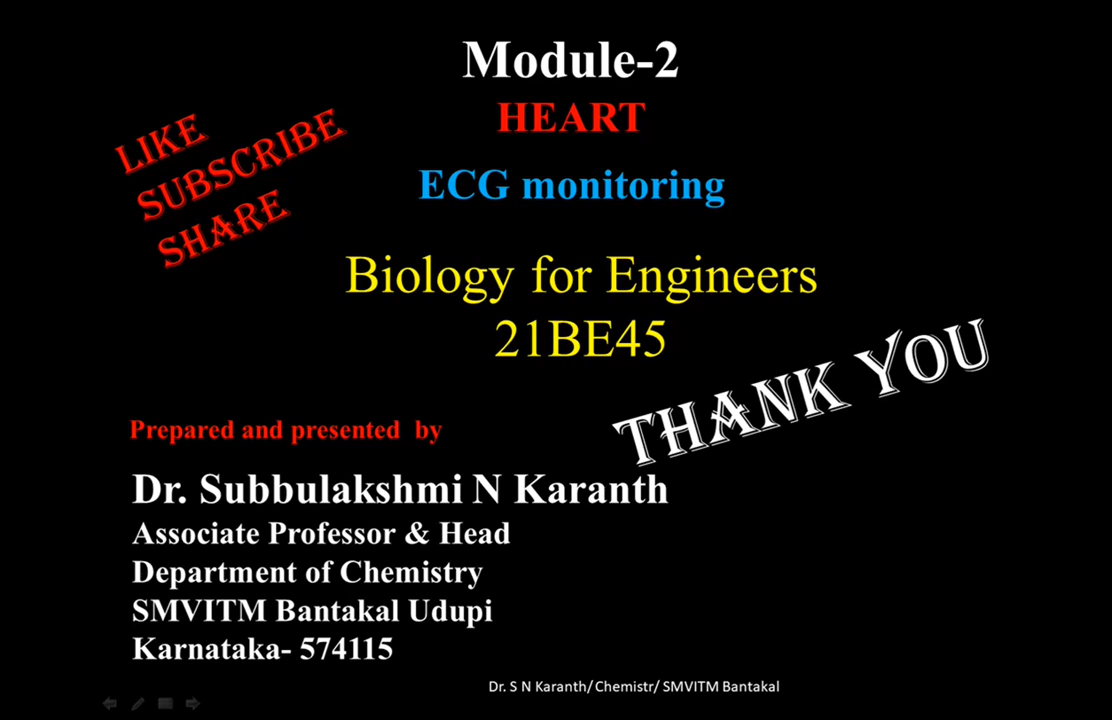 Module-2
HEART
ECG monitoring
LIKE
SUBSCRIBE
SHARE
Biology for Engineers
21BE45
THANK YOU
Prepared and presented by
Dr. Subbulakshmi N Karanth
Associate Professor & Head
Department of Chemistry
SMVITM Bantakal Udupi
Karnataka- 574115
Dr. S N Karanth/ Chemistr/ SMVITM Bantakal